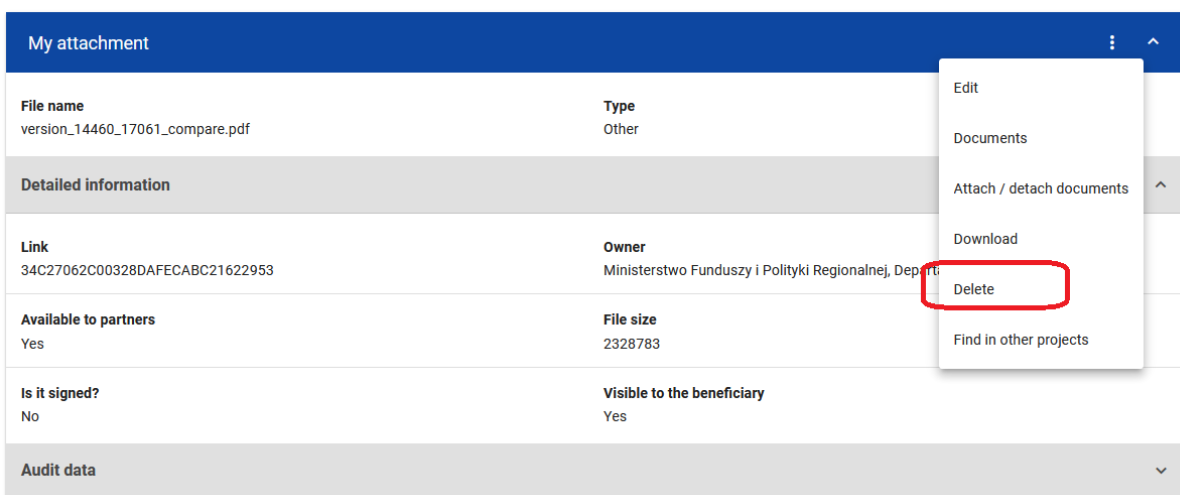 My attachment
File name
version_14460_17061_compare.pdf
Type
Other
Detailed information
Link
34C27062C00328DAFECABC21622953
Owner
Ministerstwo Funduszy i Polityki Regionalnej,
Available to partners
Yes
File size
2328783
Is it signed?
No
Visible to the beneficiary
Yes
Audit data
Edit
Documents
Attach / detach documents
Download
Delete
Find in other projects